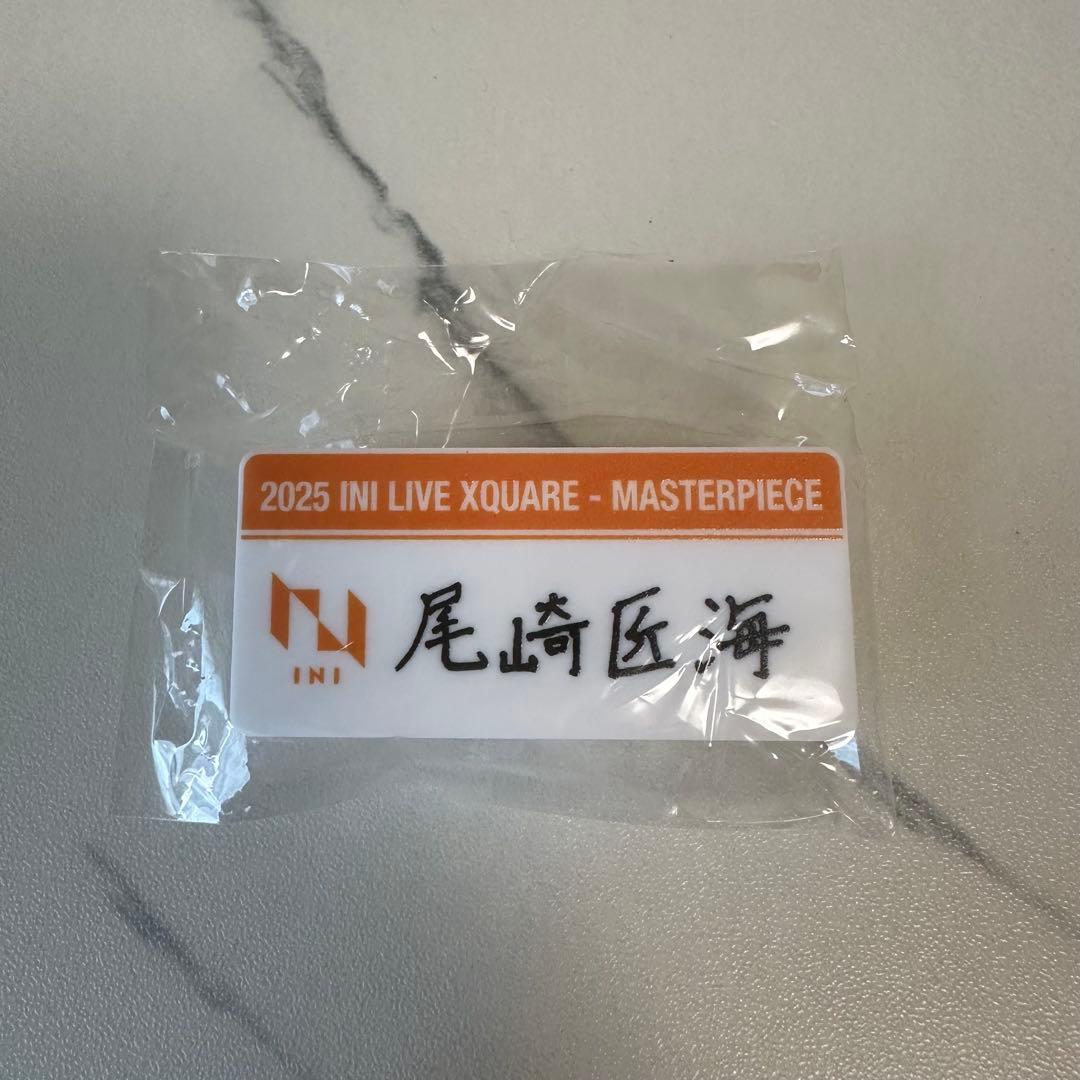 2025 INI LIVE XQUARE - MASTERPIECE
INI
尾崎匠海